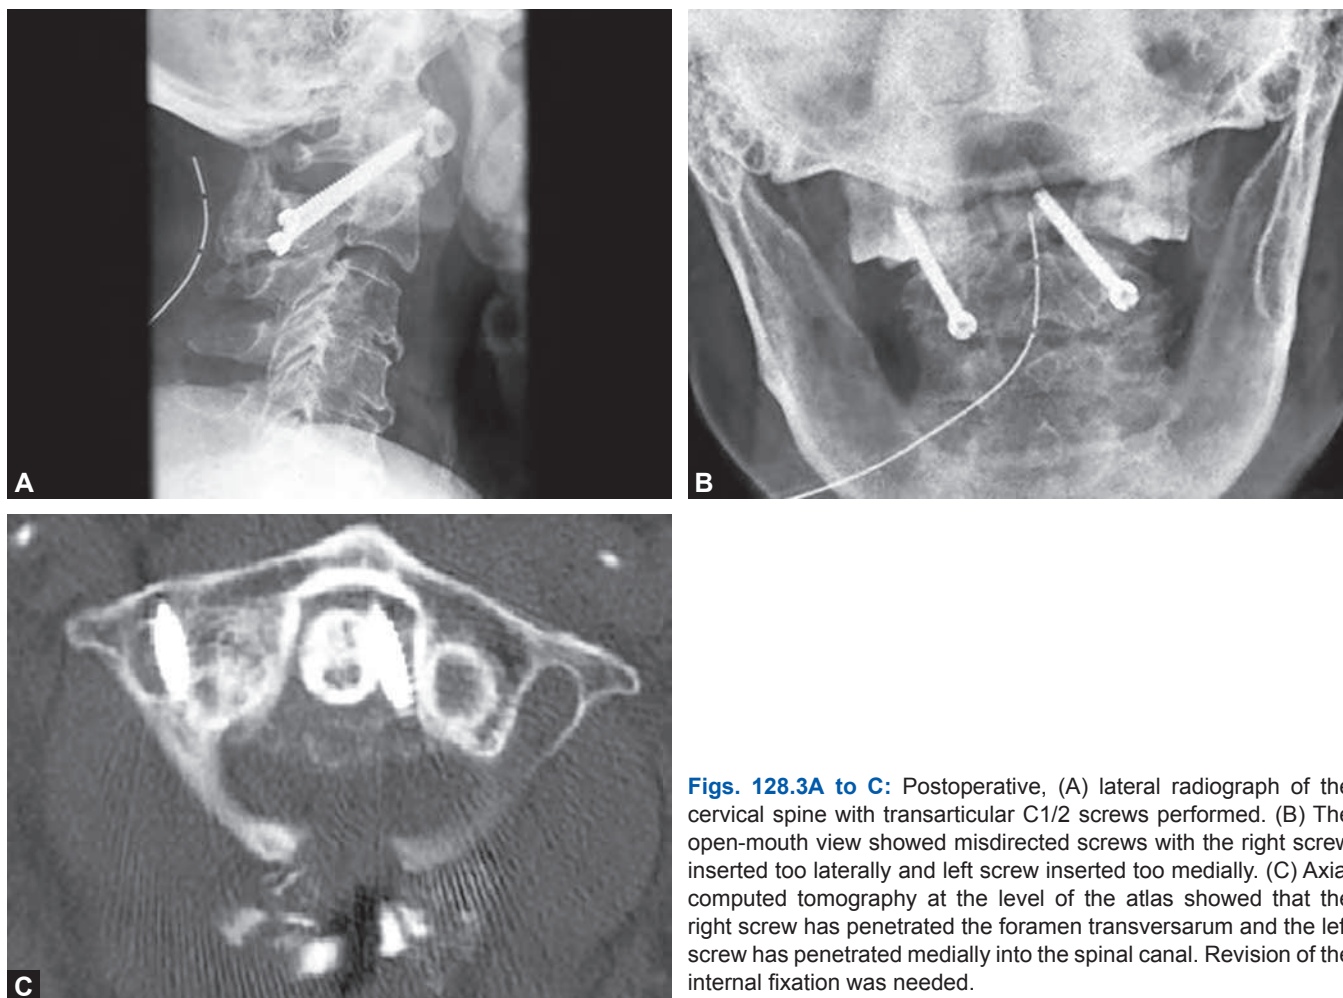 A
B
C
Figs. 128.3A to C: Postoperative, (A) lateral radiograph of the
cervical spine with transarticular C1/2 screws performed. (B) The
open-mouth view showed misdirected screws with the right screw
inserted too laterally and left screw inserted too medially. (C) Axia
computed tomography at the level of the atlas showed that the
right screw has penetrated the foramen transversarum and the lef
screw has penetrated medially into the spinal canal. Revision of the
internal fixation was needed.